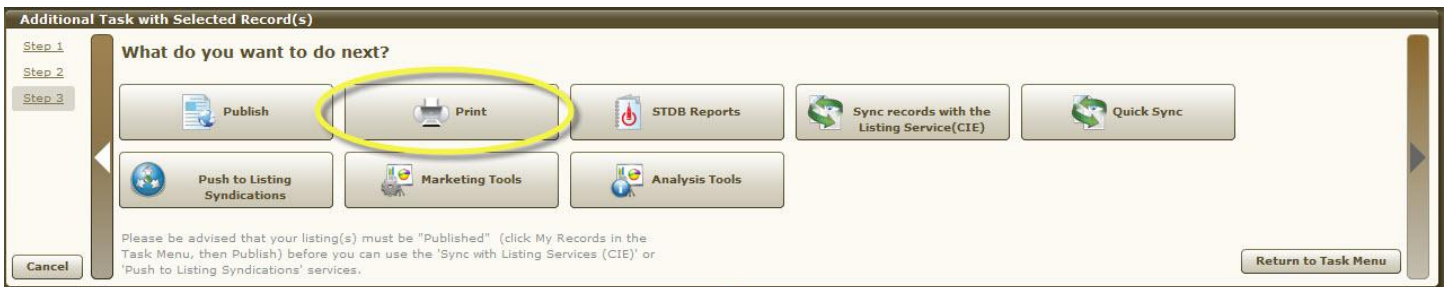 Additional Task with Selected Record(s)
Step 1
Step 2
Step 3
What do you want to do next?
Publish
Print
STDB Reports
Sync records with the
Listing Service(CIE)
Quick Sync
Push to Listing
Syndications
Marketing Tools
Analysis Tools
Please be advised that your listing(s) must be "Published" (click My Records in the
Task Menu, then Publish) before you can use the 'Sync with Listing Services (CIE)' or
'Push to Listing Syndications' services.
Cancel
Return to Task Menu